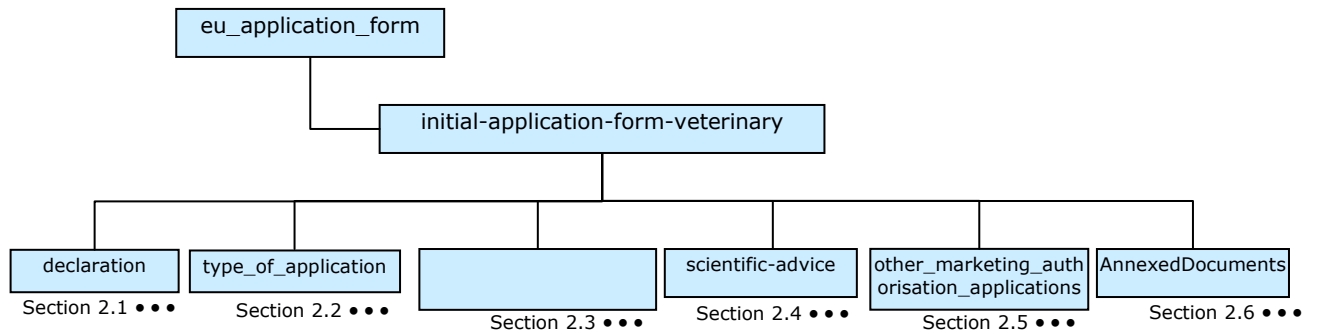 eu_application_form
initial-application-form-veterinary
declaration
type_of_application
scientific-advice
other_marketing_auth
orisation_applications
AnnexedDocuments
Section 2.1 •••
Section 2.2 •••
Section 2.3 •••
Section 2.4 •••
Section 2.5 •••
Section 2.6 •••